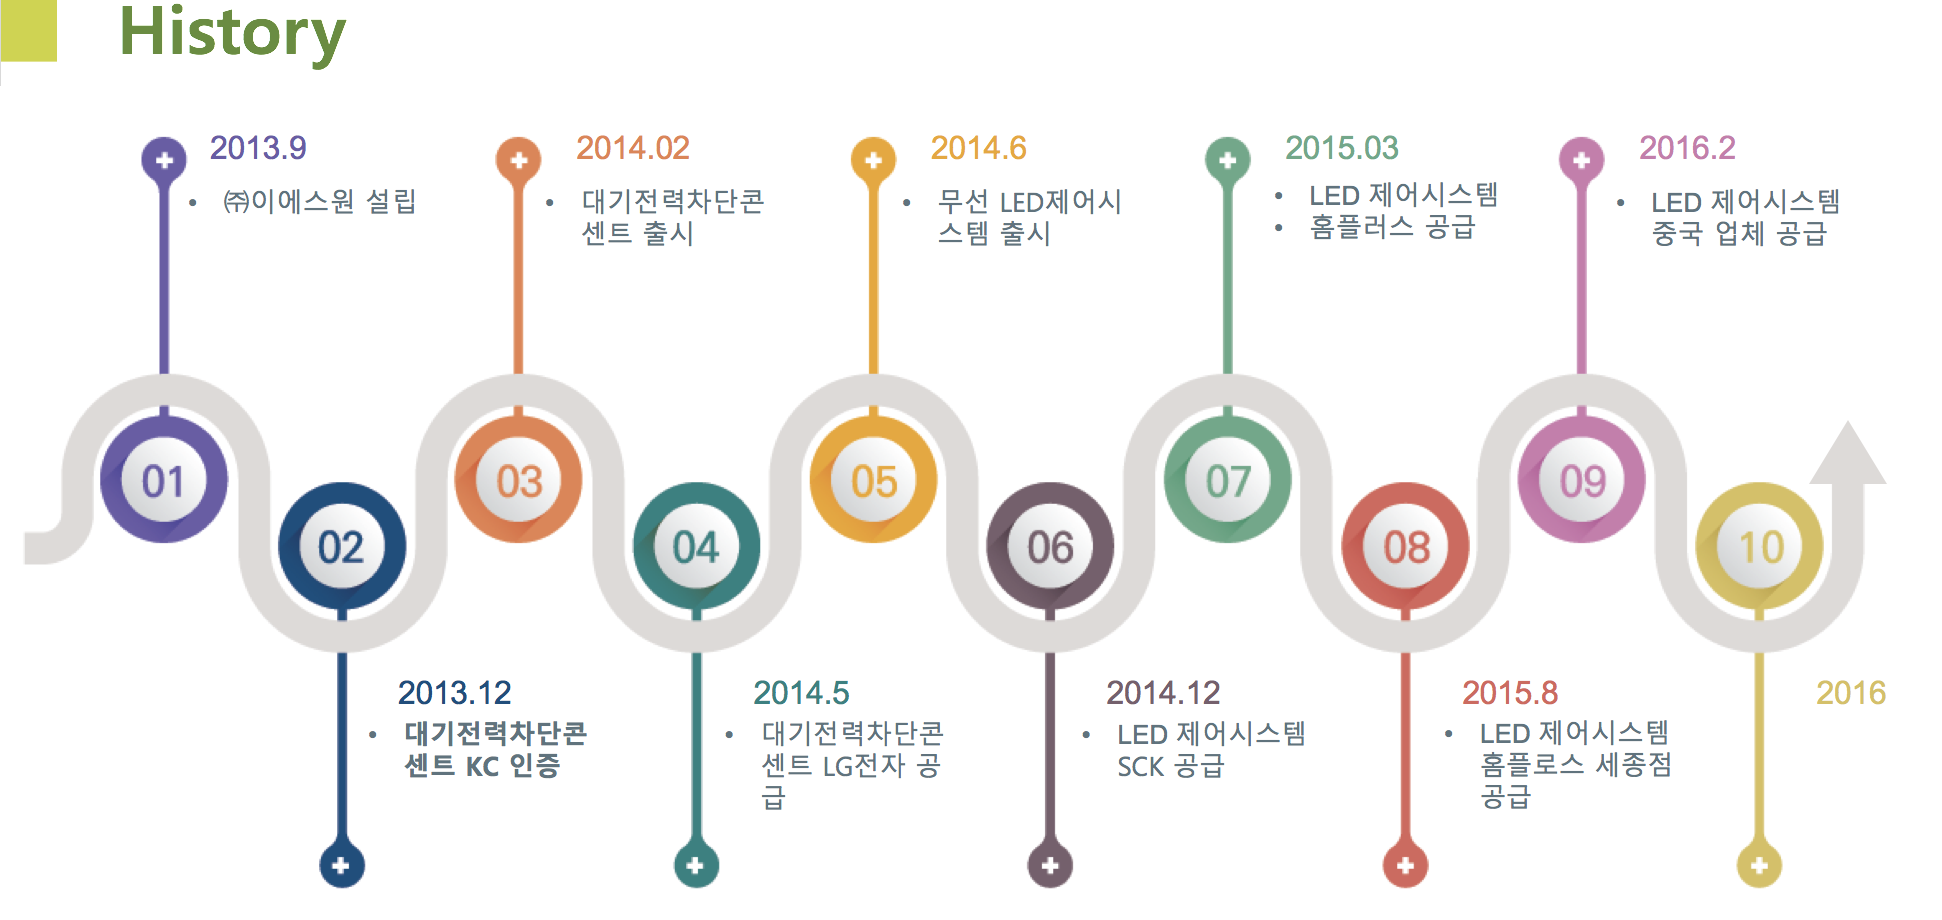 History
2013.9
• ㈜이에스원 설립
2014.02
• 대기전력차단콘
센트 출시
2014.6
• 무선 LED제어시
스템 출시
2015.03
• LED 제어시스템
• 홈플러스 공급
2016.2
• LED 제어시스템
중국 업체 공급
01
02
03
04
05
06
07
08
09
10
2013.12
• 대기전력차단콘
센트 KC 인증
2014.5
• 대기전력차단콘
센트 LG전자 공
급
2014.12
• LED 제어시스템
SCK 공급
2015.8
• LED 제어시스템
홈플로스 세종점
공급
2016